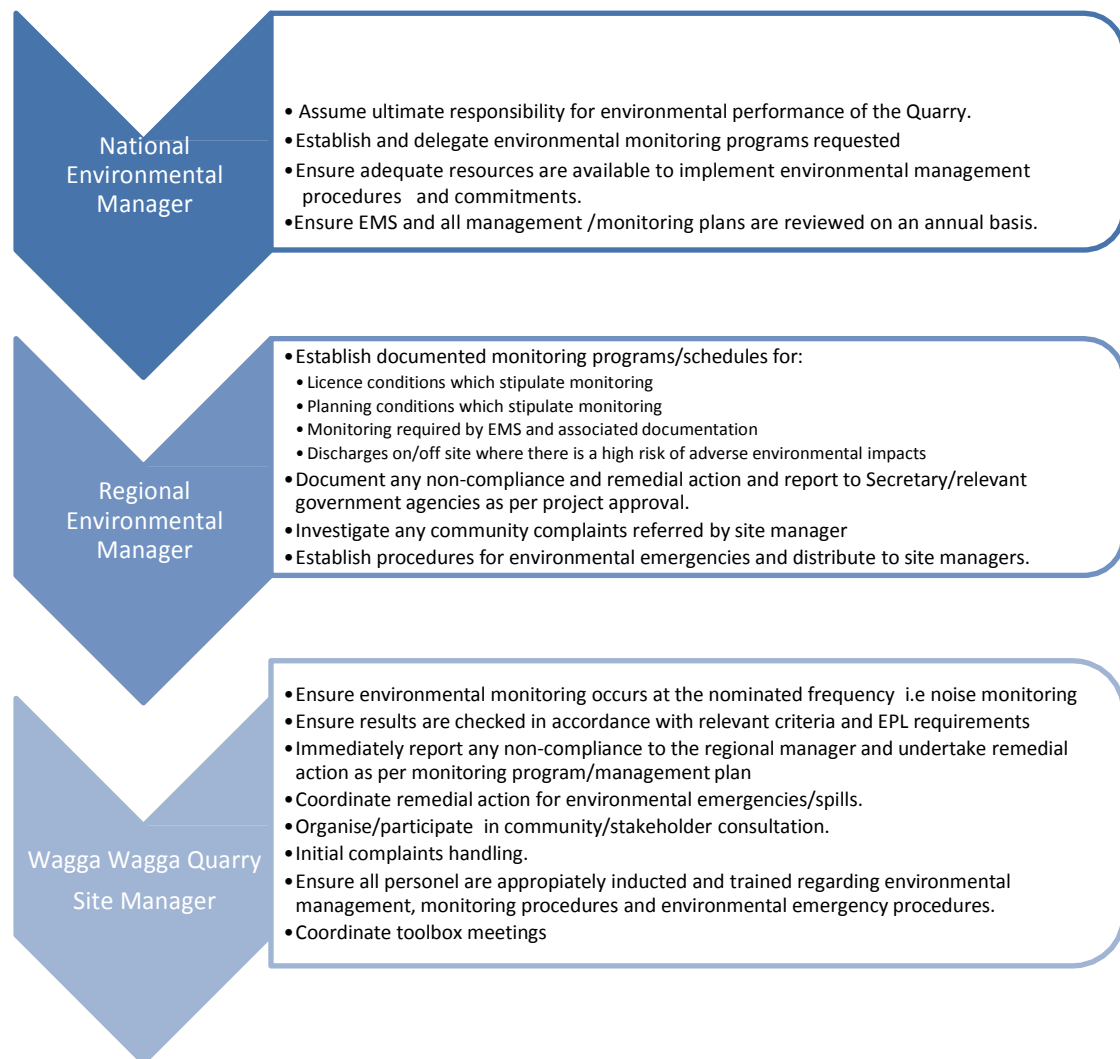 National
Environmental
Manager
• Assume ultimate responsibility for environmental performance of the Quarry.
• Establish and delegate environmental monitoring programs requested
• Ensure adequate resources are available to implement environmental management
procedures and commitments.
• Ensure EMS and all management /monitoring plans are reviewed on an annual basis.
Regional
Environmental
Manager
• Establish documented monitoring programs/schedules for:
• Licence conditions which stipulate monitoring
• Planning conditions which stipulate monitoring
• Monitoring required by EMS and associated documentation
• Discharges on/off site where there is a high risk of adverse environmental impacts
• Document any non-compliance and remedial action and report to Secretary/relevant
government agencies as per project approval.
• Investigate any community complaints referred by site manager
• Establish procedures for environmental emergencies and distribute to site managers.
Wagga Wagga Quarry
Site Manager
• Ensure environmental monitoring occurs at the nominated frequency i.e noise monitoring
• Ensure results are checked in accordance with relevant criteria and EPL requirements
• Immediately report any non-compliance to the regional manager and undertake remedial
action as per monitoring program/management plan
• Coordinate remedial action for environmental emergencies/spills.
• Organise/participate in community/stakeholder consultation.
• Initial complaints handling.
• Ensure all personel are appropiately inducted and trained regarding environmental
management, monitoring procedures and environmental emergency procedures.
• Coordinate toolbox meetings